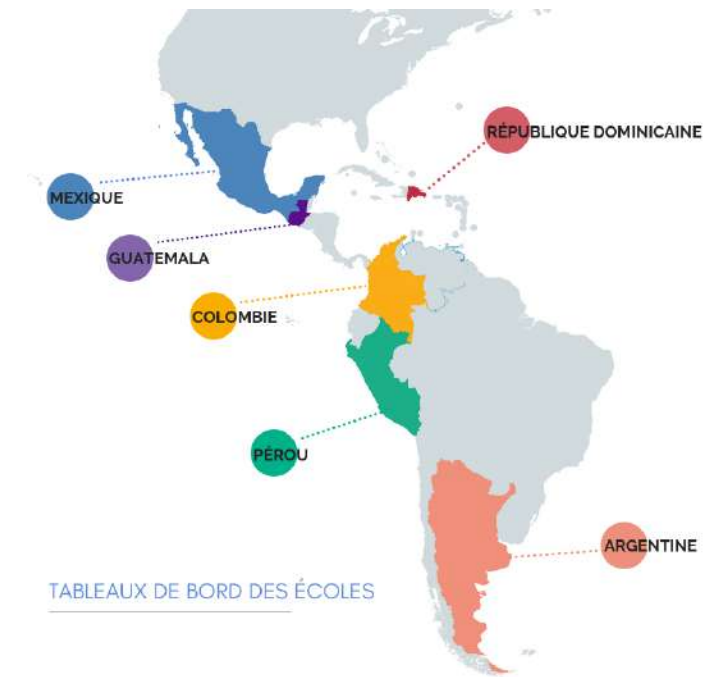 RÉPUBLIQUE DOMINICAINE
MEXIQUE
GUATEMALA
COLOMBIE
PÉROU
ARGENTINE
TABLEAUX DE BORD DES ÉCOLES